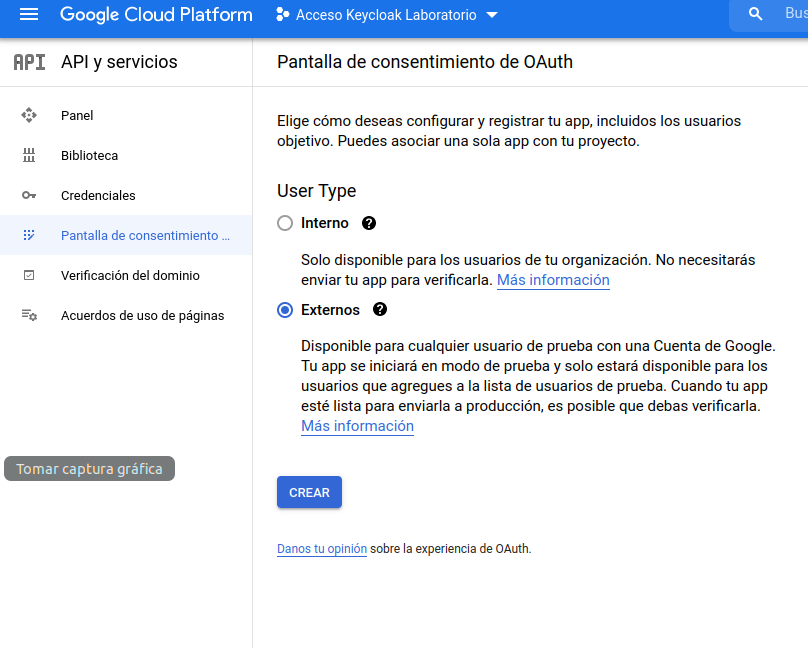 Google Cloud Platform
Acceso Keycloak Laboratorio
Bus
API
API y servicios
Panel
Biblioteca
Credenciales
Pantalla de consentimiento ...
Verificación del dominio
Acuerdos de uso de páginas
Tomar captura gráfica
Pantalla de consentimiento de OAuth
Elige cómo deseas configurar y registrar tu app, incluidos los usuarios
objetivo. Puedes asociar una sola app con tu proyecto.
User Type
Interno ?
Solo disponible para los usuarios de tu organización. No necesitarás
enviar tu app para verificarla. Más información
Externos ?
Disponible para cualquier usuario de prueba con una Cuenta de Google.
Tu app se iniciará en modo de prueba y solo estará disponible para los
usuarios que agregues a la lista de usuarios de prueba. Cuando tu app
esté lista para enviarla a producción, es posible que debas verificarla.
Más información
CREAR
Danos tu opinión sobre la experiencia de OAuth.